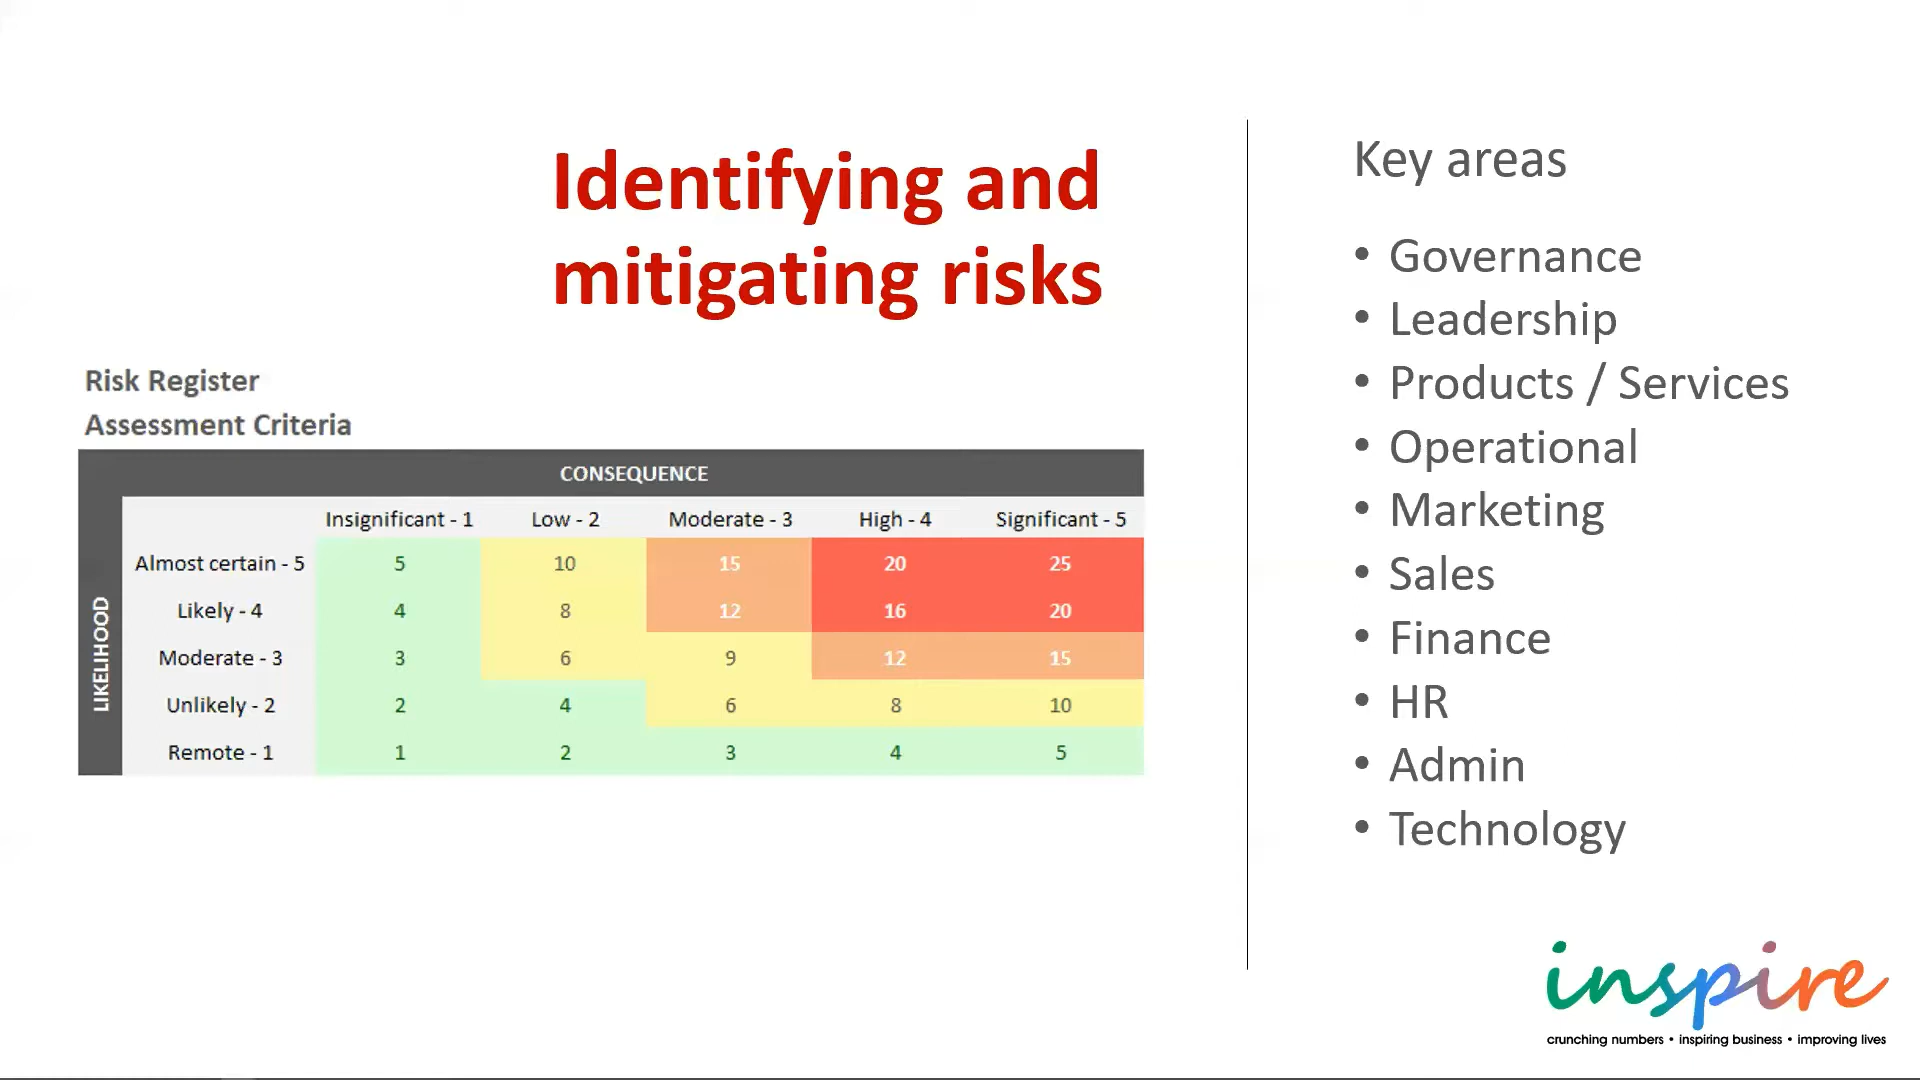 Identifying and
mitigating risks
Risk Register
Assessment Criteria
CONSEQUENCE
Insignificant - 1 Low - 2 Moderate - 3 High - 4 Significant - 5
LIKELIHOOD
Almost certain - 5 5 10 15 20 25
Likely - 4 4 8 12 16 20
Moderate - 3 3 6 9 12 15
Unlikely - 2 2 4 6 8 10
Remote - 1 1 2 3 4 5
Key areas
• Governance
• Leadership
• Products / Services
• Operational
• Marketing
• Sales
• Finance
• HR
• Admin
• Technology
inspire
crunching numbers • inspiring business • improving lives